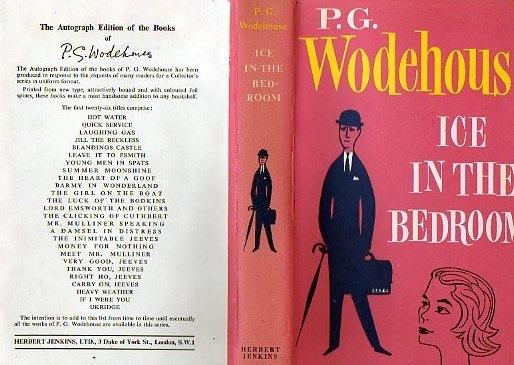 The Autograph Edition of the Books
of
P. G. Wodehouse
The Autograph Edition of the books of P. G. Wodehouse has been
produced in response to the requests of many readers for a Collector's
series in uniform format.
Printed from new type, attractively bound and with coloured foil
spines, these books make a most handsome addition to any bookshelf.
The first twenty-six titles comprise:
HOT WATER
QUICK SERVICE
LAUGHING GAS
JILL THE RECKLESS
BLANDINGS CASTLE
LEAVE IT TO PSMITH
YOUNG MEN IN SPATS
SUMMER MOONSHINE
THE HEART OF A GOOF
BARMY IN WONDERLAND
THE GIRL ON THE BOAT
THE LUCK OF THE BODKINS
LORD EMSWORTH AND OTHERS
THE CLICKING OF CUTHBERT
MR. MULLINER SPEAKING
A DAMSEL IN DISTRESS
THE INIMITABLE JEEVES
MONEY FOR NOTHING
MEET MR. MULLINER
VERY GOOD, JEEVES
THANK YOU, JEEVES
RIGHT HO, JEEVES
CARRY ON, JEEVES
HEAVY WEATHER
IF I WERE YOU
UKRIDGE
The intention is to add to this list from time to time until eventually
all the works of P. G. Wodehouse are available in this series.
HERBERT JENKINS, LTD., 3 Duke of York St., London, S.W.1
P. G.
Wodehouse
ICE
IN THE
BED-
ROOM
HERBERT
JENKINS
P. G.
Wodehous
ICE
IN THE
BEDROOM